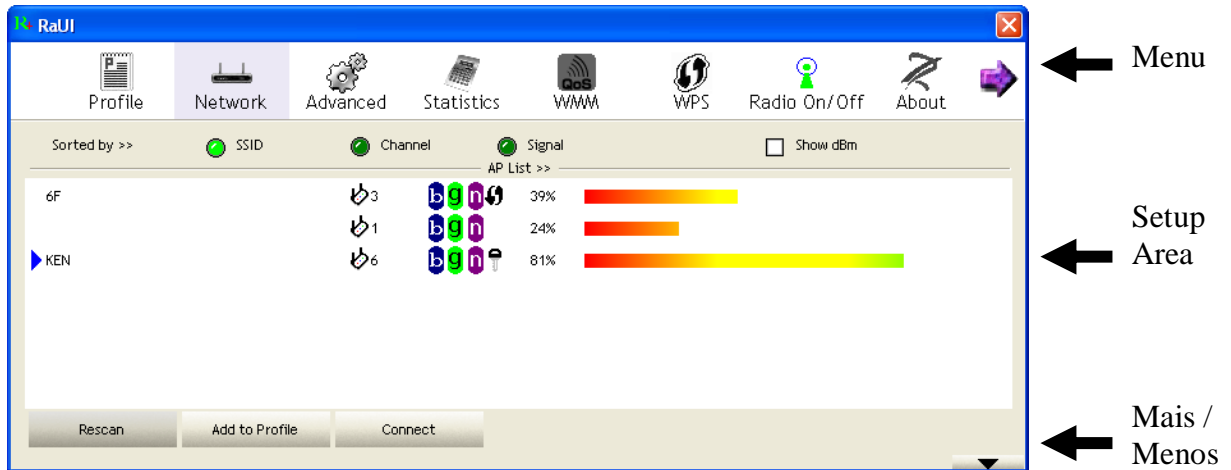 RaUI
Profile Network Advanced Statistics WMM WPS Radio On/Off About
QoS
Menu
Sorted by >> SSID Channel Signal Show dBm
AP List >>
6F 3 b g n 39%
1 b g n 24%
KEN 6 b g n 81%
Setup
Area
Rescan Add to Profile Connect
Mais /
Menos